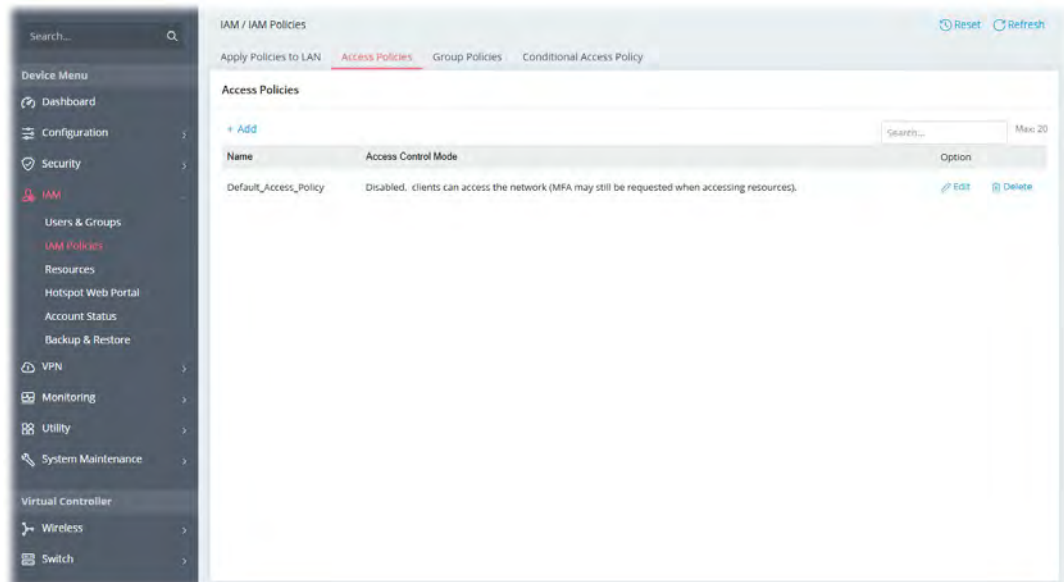 Search...
Device Menu
Dashboard
Configuration
Security
IAM
Users & Groups
IAM Policies
Resources
Hotspot Web Portal
Account Status
Backup & Restore
VPN
Monitoring
Utility
System Maintenance
Virtual Controller
Wireless
Switch
IAM / IAM Policies
Reset Refresh
Apply Policies to LAN Access Policies Group Policies Conditional Access Policy
Access Policies
+ Add Search... Max: 20
Name Access Control Mode Option
Default_Access_Policy Disabled, clients can access the network (MFA may still be requested when accessing resources). Edit Delete